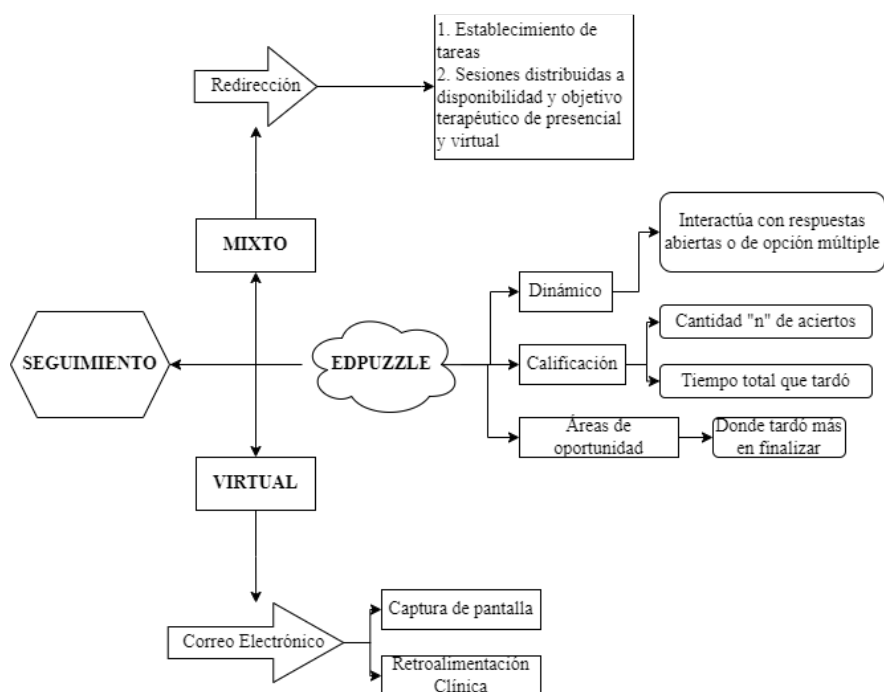 1. Establecimiento de
tareas
2. Sesiones distribuidas a
disponibilidad y objetivo
terapéutico de presencial
y virtual
Redirección
MIXTO
Interactúa con respuestas
abiertas o de opción múltiple
Dinámico
Cantidad "n" de aciertos
SEGUIMIENTO
EDPUZZLE
Calificación
Tiempo total que tardó
Áreas de
oportunidad
Donde tardó más
en finalizar
VIRTUAL
Captura de pantalla
Correo Electrónico
Retroalimentación
Clínica